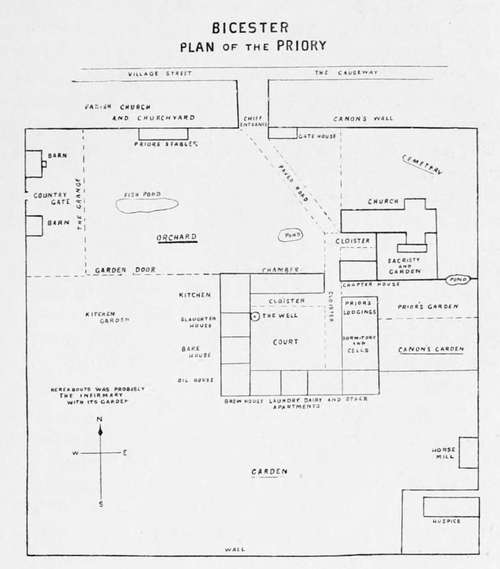 BICESTER
PLAN OF THE PRIORY
VILLAGE STREET
THE CAUSEWAY
PARISH CHURCH
AND CHURCHYARD
CHIEF
ENTRANCE
CANON'S WALL
PRIORS STABLES
GATE HOUSE
BARN
CEMETERY
PAVED ROAD
COUNTRY
GATE
THE GRANGE
FISH POND
CHURCH
BARN
ORCHARD
POND
CLOISTER
SACRISTY
AND
GARDEN
GARDEN DOOR
CHAMBER
CHAPTER HOUSE
POND
KITCHEN
CLOISTER
CLOISTER
PRIORS
LODGINGS
PRIOR'S GARDEN
KITCHEN
GARDEN
SLAUGHTER
HOUSE
THE WELL
COURT
DORMITORY
AND
CELLS
BAKE
HOUSE
CANONS GARDEN
OIL HOUSE
HEREABOUTS WAS PROBABLY
THE INFIRMARY
WITH ITS GARDEN
BREWHOUSE LAUNDRY DAIRY AND OTHER
APARTMENTS
N
W
E
S
HORSE
MILL
GARDEN
HOSPICE
WALL